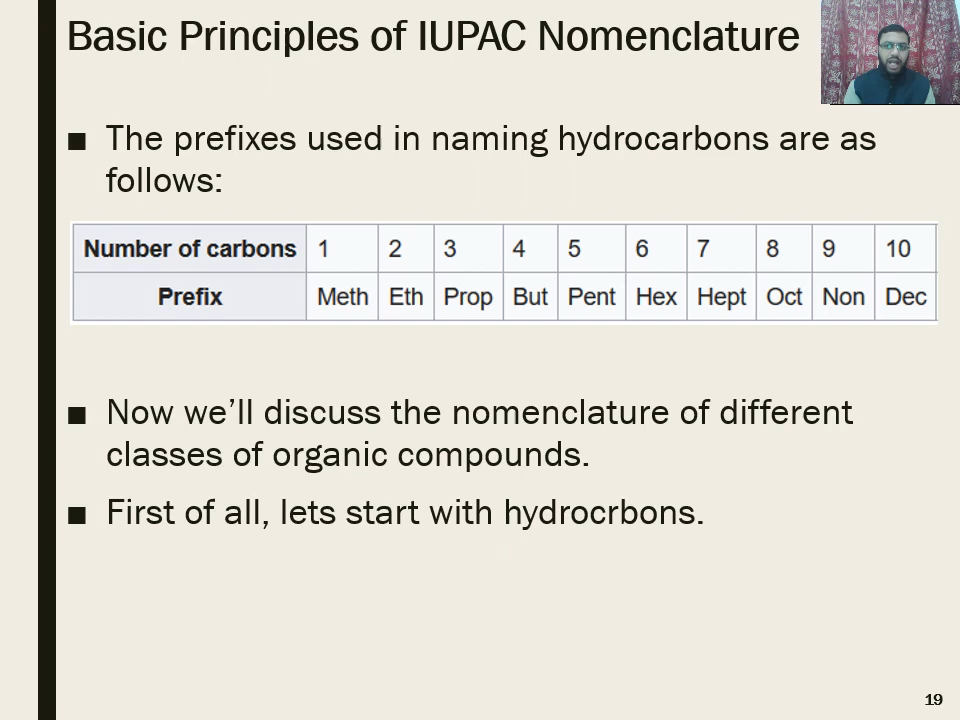 Basic Principles of IUPAC Nomenclature
■ The prefixes used in naming hydrocarbons are as
follows:
Number of carbons 1 2 3 4 5 6 7 8 9 10
Prefix Meth Eth Prop But Pent Hex Hept Oct Non Dec
■ Now we’ll discuss the nomenclature of different
classes of organic compounds.
■ First of all, lets start with hydrocrbons.
19